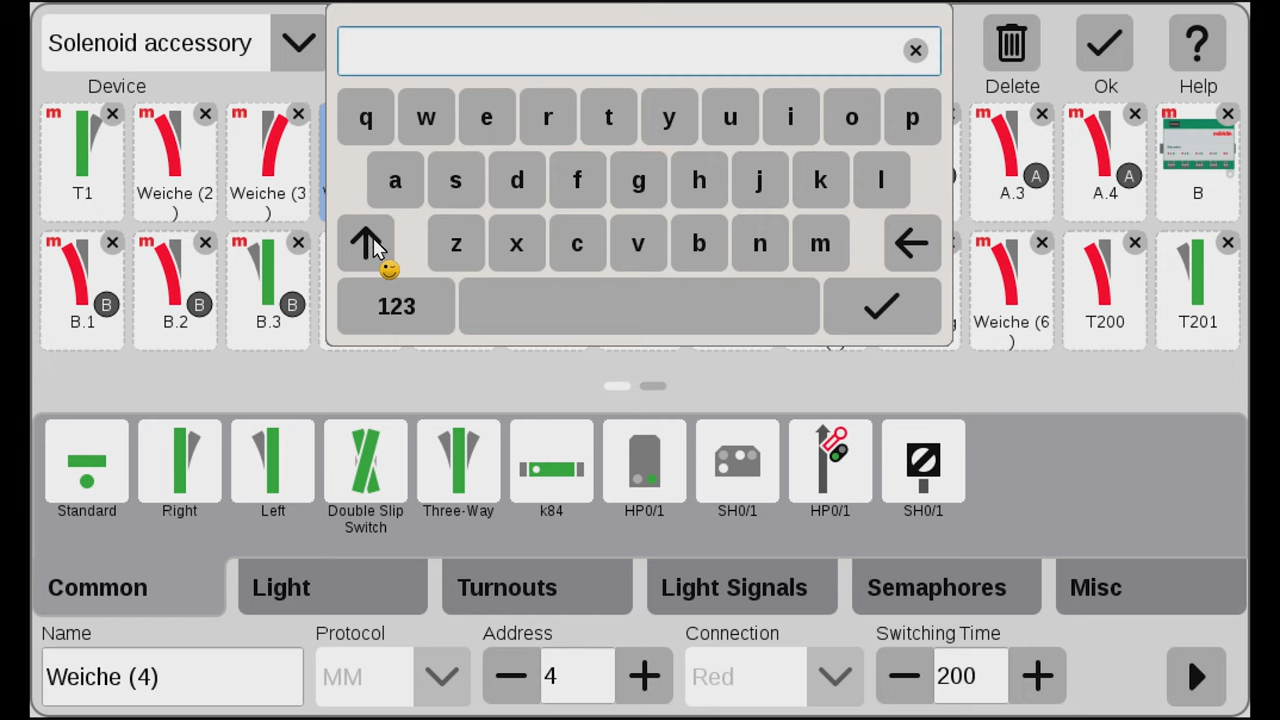 Solenoid accessory
Device
Delete
Ok
Help
q w e r t y u i o p
a s d f g h j k l
z x c v b n m
123
m
T1
m
Weiche (2
)
m
Weiche (3
)
m
A.3
A
m
A.4
A
m
B
m
B.1
B
m
B.2
B
m
B.3
B
m
Weiche (6
)
m
T200
m
T201
Standard
Right
Left
Double Slip
Switch
Three-Way
k84
HP0/1
SH0/1
HP0/1
SH0/1
Common
Light
Turnouts
Light Signals
Semaphores
Misc
Name
Protocol
Address
Connection
Switching Time
Weiche (4)
MM
4
Red
200